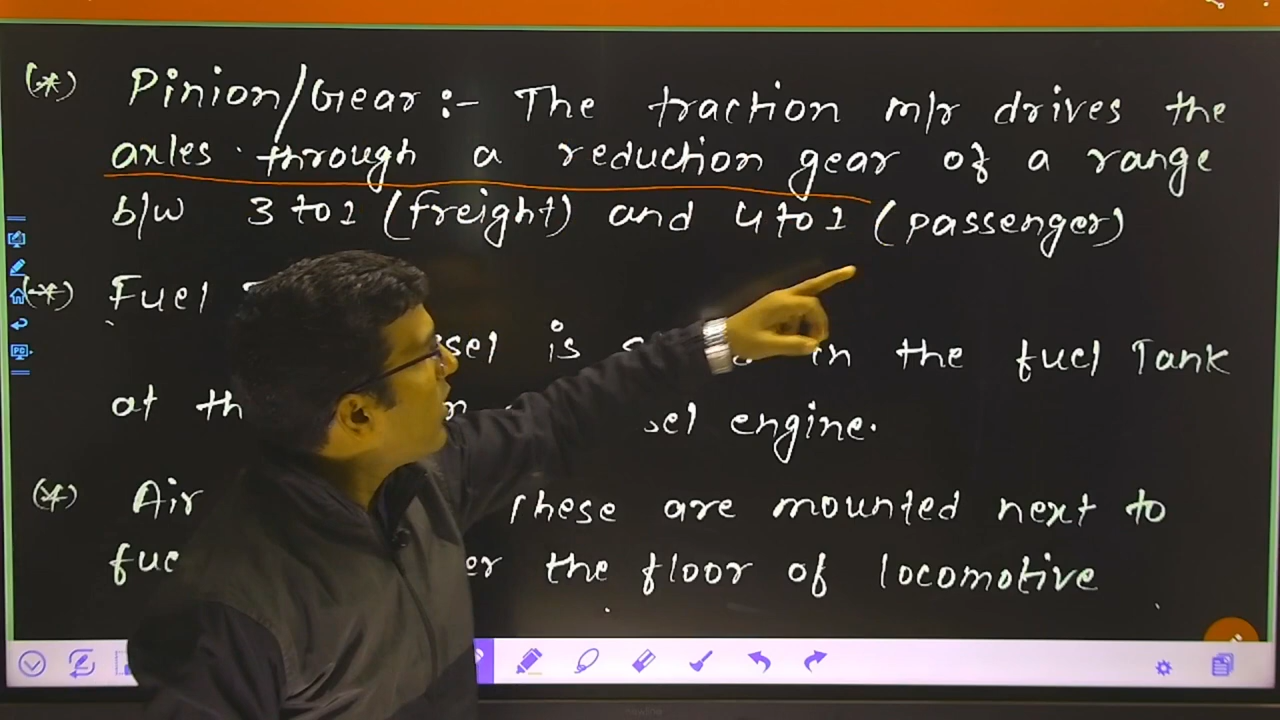 (*) Pinion/Gear :- The traction m/r drives the
axles through a reduction gear of a range
b/w 3 to 1 (freight) and 4 to 1 (passenger)
(*) Fuel
sel is in the fuel Tank
at th sel engine.
(*) Air These are mounted next to
fue er the floor of locomotive